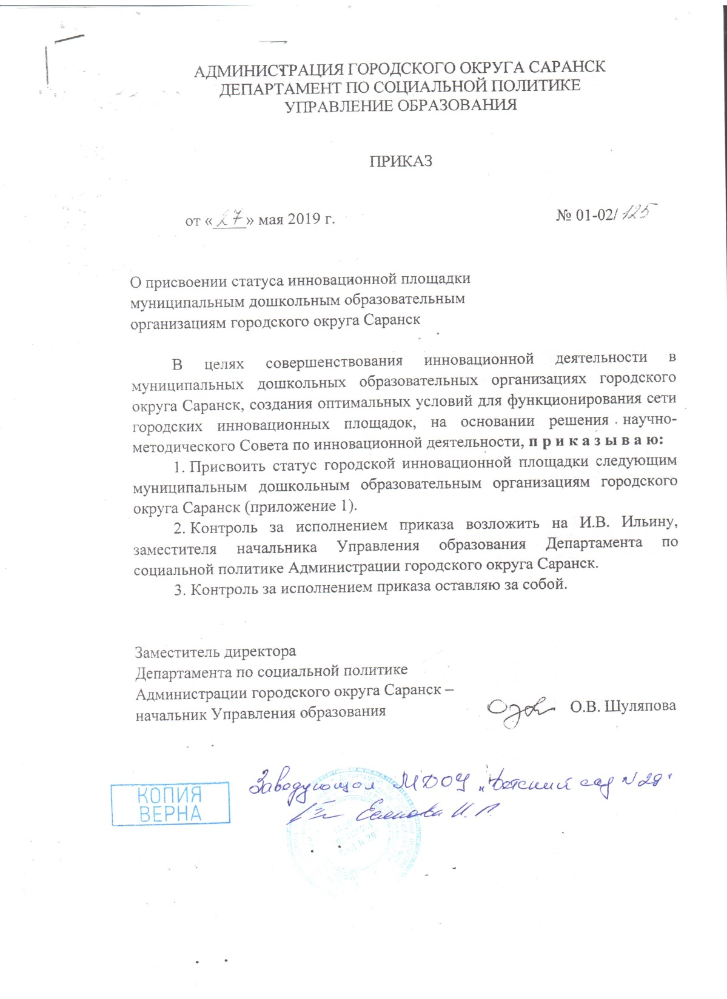 АДМИНИСТРАЦИЯ ГОРОДСКОГО ОКРУГА САРАНСК
ДЕПАРТАМЕНТ ПО СОЦИАЛЬНОЙ ПОЛИТИКЕ
УПРАВЛЕНИЕ ОБРАЗОВАНИЯ
ПРИКАЗ
от «27» мая 2019 г. № 01-02/125
О присвоении статуса инновационной площадки
муниципальным дошкольным образовательным
организациям городского округа Саранск
В целях совершенствования инновационной деятельности в
муниципальных дошкольных образовательных организациях городского
округа Саранск, создания оптимальных условий для функционирования сети
городских инновационных площадок, на основании решения научно-
методического Совета по инновационной деятельности, п р и к а з ы в а ю:
1. Присвоить статус городской инновационной площадки следующим
муниципальным дошкольным образовательным организациям городского
округа Саранск (приложение 1).
2. Контроль за исполнением приказа возложить на И.В. Ильину,
заместителя начальника Управления образования Департамента по
социальной политике Администрации городского округа Саранск.
3. Контроль за исполнением приказа оставляю за собой.
Заместитель директора
Департамента по социальной политике
Администрации городского округа Саранск –
начальник Управления образования О.В. Шуляпова
Заведующая МДОУ „Детский сад N 29"
КОПИЯ
ВЕРНА